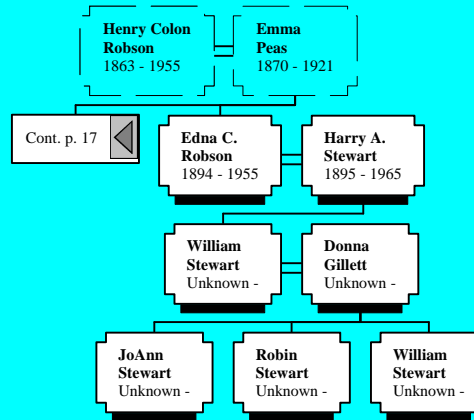 Henry Colon
Robson
1863 - 1955
Emma
Peas
1870 - 1921
Cont. p. 17
Edna C.
Robson
1894 - 1955
Harry A.
Stewart
1895 - 1965
William
Stewart
Unknown -
Donna
Gillett
Unknown -
JoAnn
Stewart
Unknown -
Robin
Stewart
Unknown -
William
Stewart
Unknown -